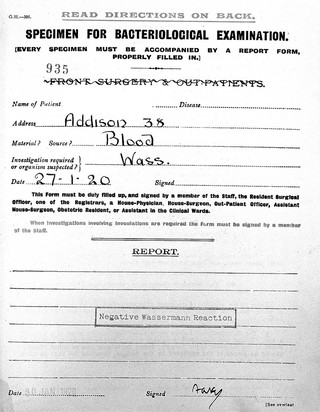 G.H.—398.
READ DIRECTIONS ON BACK.
SPECIMEN FOR BACTERIOLOGICAL EXAMINATION.
(EVERY SPECIMEN MUST BE ACCOMPANIED BY A REPORT FORM, PROPERLY FILLED IN.)
935
FRONT SURGERY & OUT-PATIENTS.
Name of Patient Disease
Address Addison 38
Material? Source? Blood
Investigation required or organism suspected? Wass.
Date 27-1-20 Signed
This Form must be duly filled up, and signed by a member of the Staff, the Resident Surgical
Officer, one of the Registrars, a House-Physician, House-Surgeon, Out-Patient Officer, Assistant
House-Surgeon, Obstetric Resident, or Assistant in the Clinical Wards.
When investigations involving inoculations are required the Form must be signed by a member
of the Staff.
REPORT.
Negative Wassermann Reaction
Date 30 JAN 1920 Signed
[See overleaf